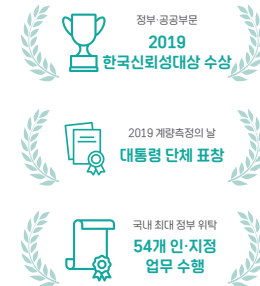 정부·공공부문
2019
한국신뢰성대상 수상
2019 계량측정의 날
대통령 단체 표창
국내 최대 정부 위탁
54개 인·지정
업무 수행